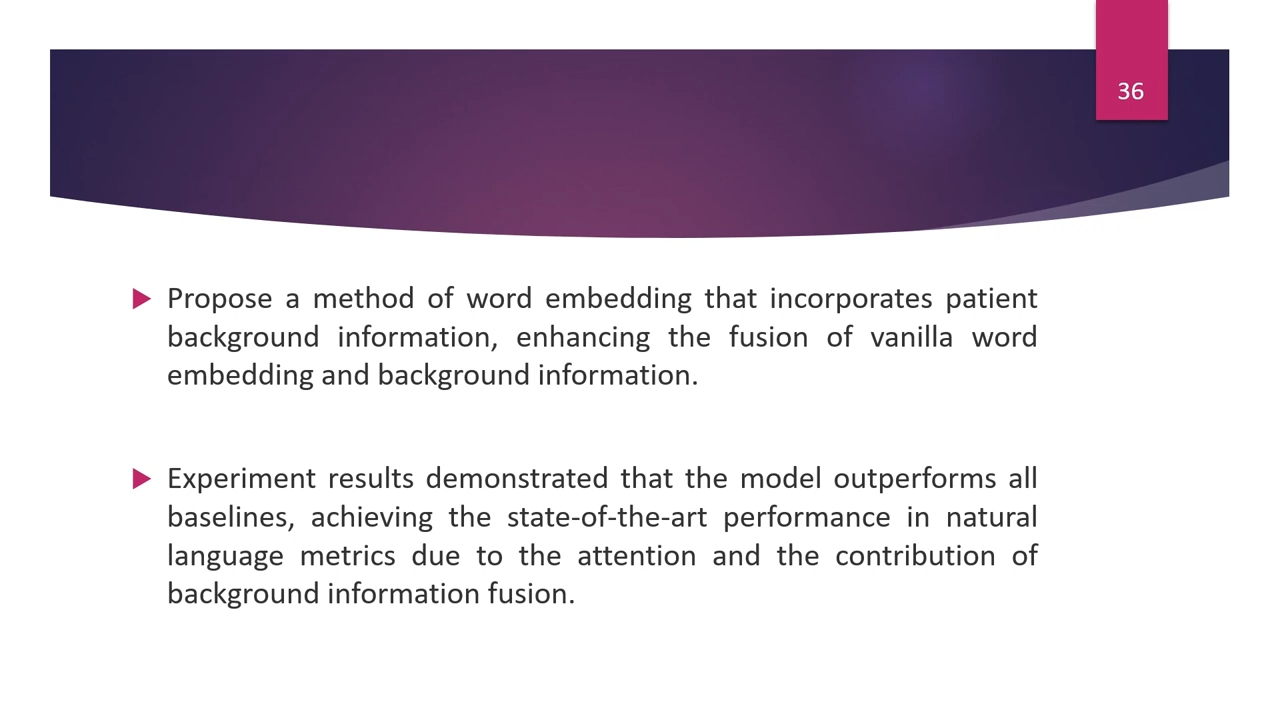 36
Propose a method of word embedding that incorporates patient
background information, enhancing the fusion of vanilla word
embedding and background information.
Experiment results demonstrated that the model outperforms all
baselines, achieving the state-of-the-art performance in natural
language metrics due to the attention and the contribution of
background information fusion.